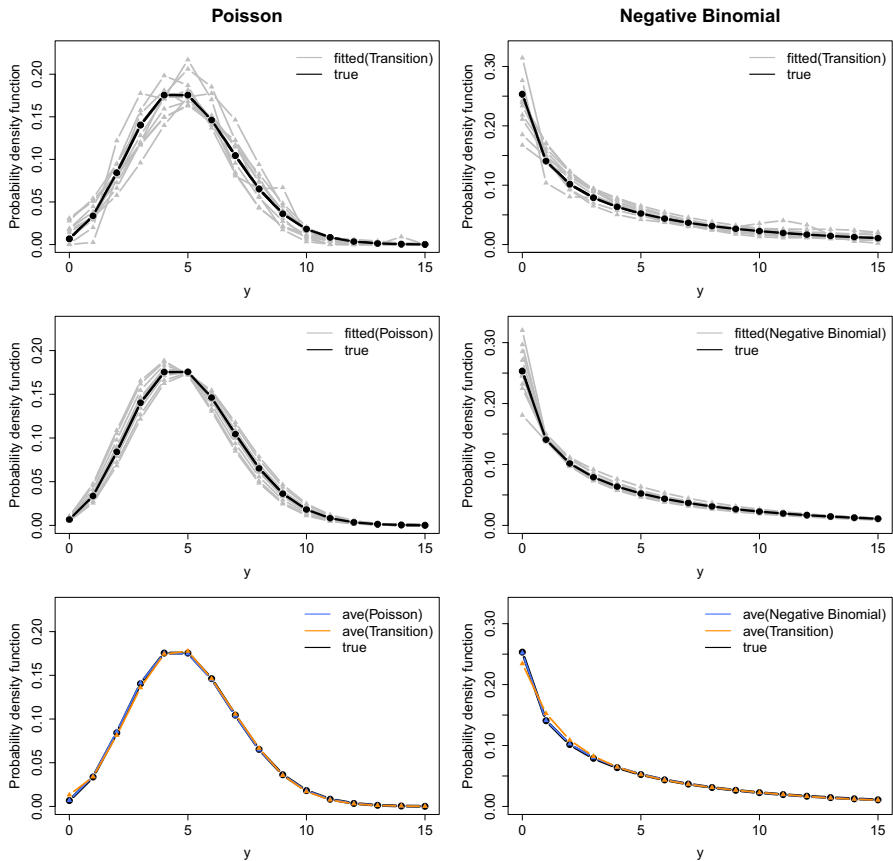 Poisson
Negative Binomial
Probability density function
0.00 0.05 0.10 0.15 0.20
fitted(Transition)
true
0 5 10 15
y
Probability density function
0.00 0.10 0.20 0.30
fitted(Transition)
true
0 5 10 15
y
Probability density function
0.00 0.05 0.10 0.15 0.20
fitted(Poisson)
true
0 5 10 15
y
Probability density function
0.00 0.10 0.20 0.30
fitted(Negative Binomial)
true
0 5 10 15
y
Probability density function
0.00 0.05 0.10 0.15 0.20
ave(Poisson)
ave(Transition)
true
0 5 10 15
y
Probability density function
0.00 0.10 0.20 0.30
ave(Negative Binomial)
ave(Transition)
true
0 5 10 15
y